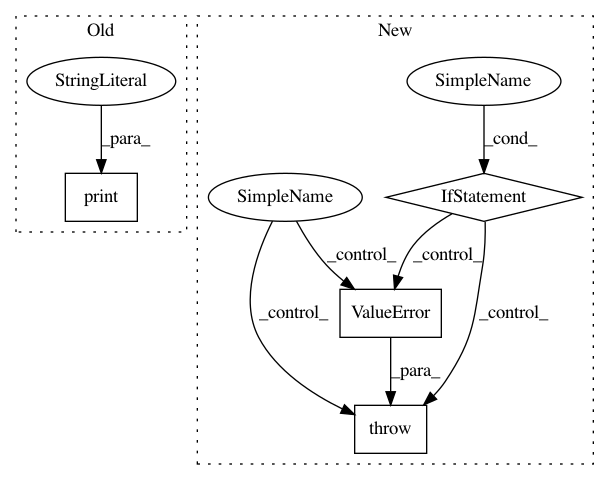 Old
New
StringLiteral
SimpleName
_para_
_cond_
print
SimpleName
IfStatement
_control_
_control_
ValueError
_control_
_control_
_para_
throw